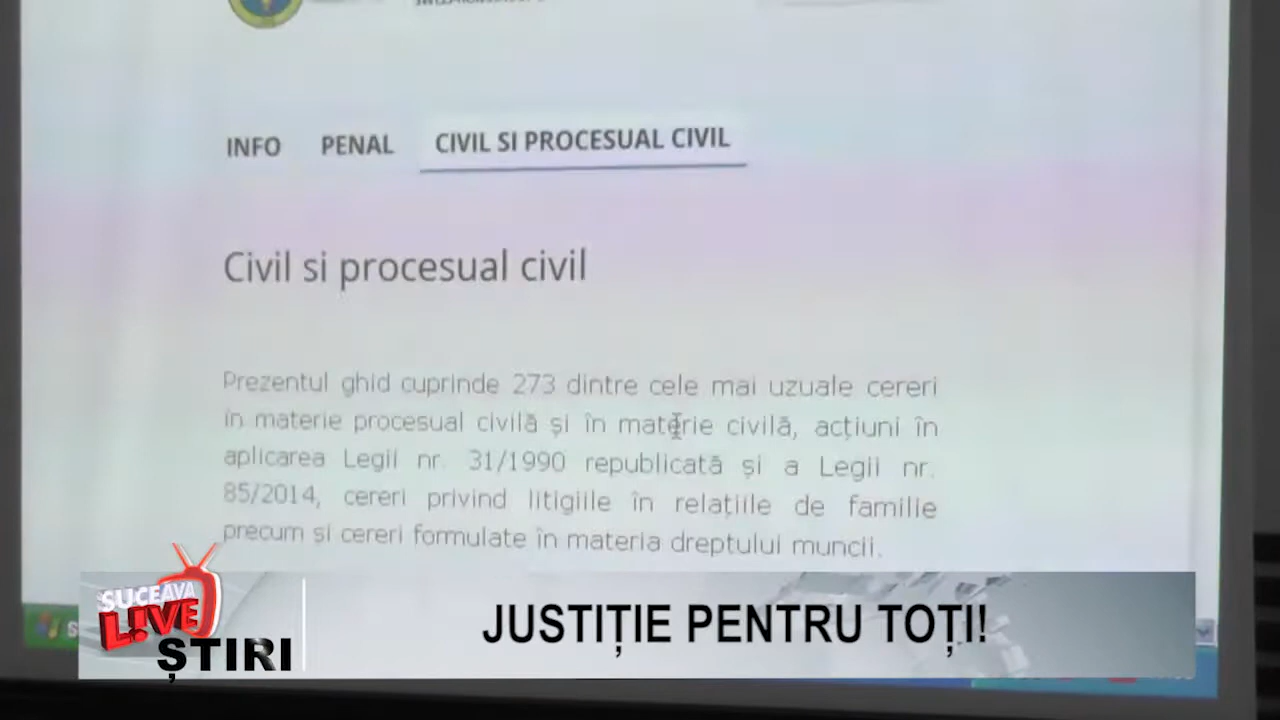 INFO PENAL CIVIL SI PROCESUAL CIVIL
Civil si procesual civil
Prezentul ghid cuprinde 273 dintre cele mai uzuale cereri
în materie procesual civilă și în materie civilă, acțiuni în
aplicarea Legii nr. 31/1990 republicată și a Legii nr.
85/2014, cereri privind litigiile în relațiile de familie
precum și cereri formulate în materia dreptului muncii.
SUCEAVA
L!VE
ȘTIRI
JUSTIȚIE PENTRU TOȚI!